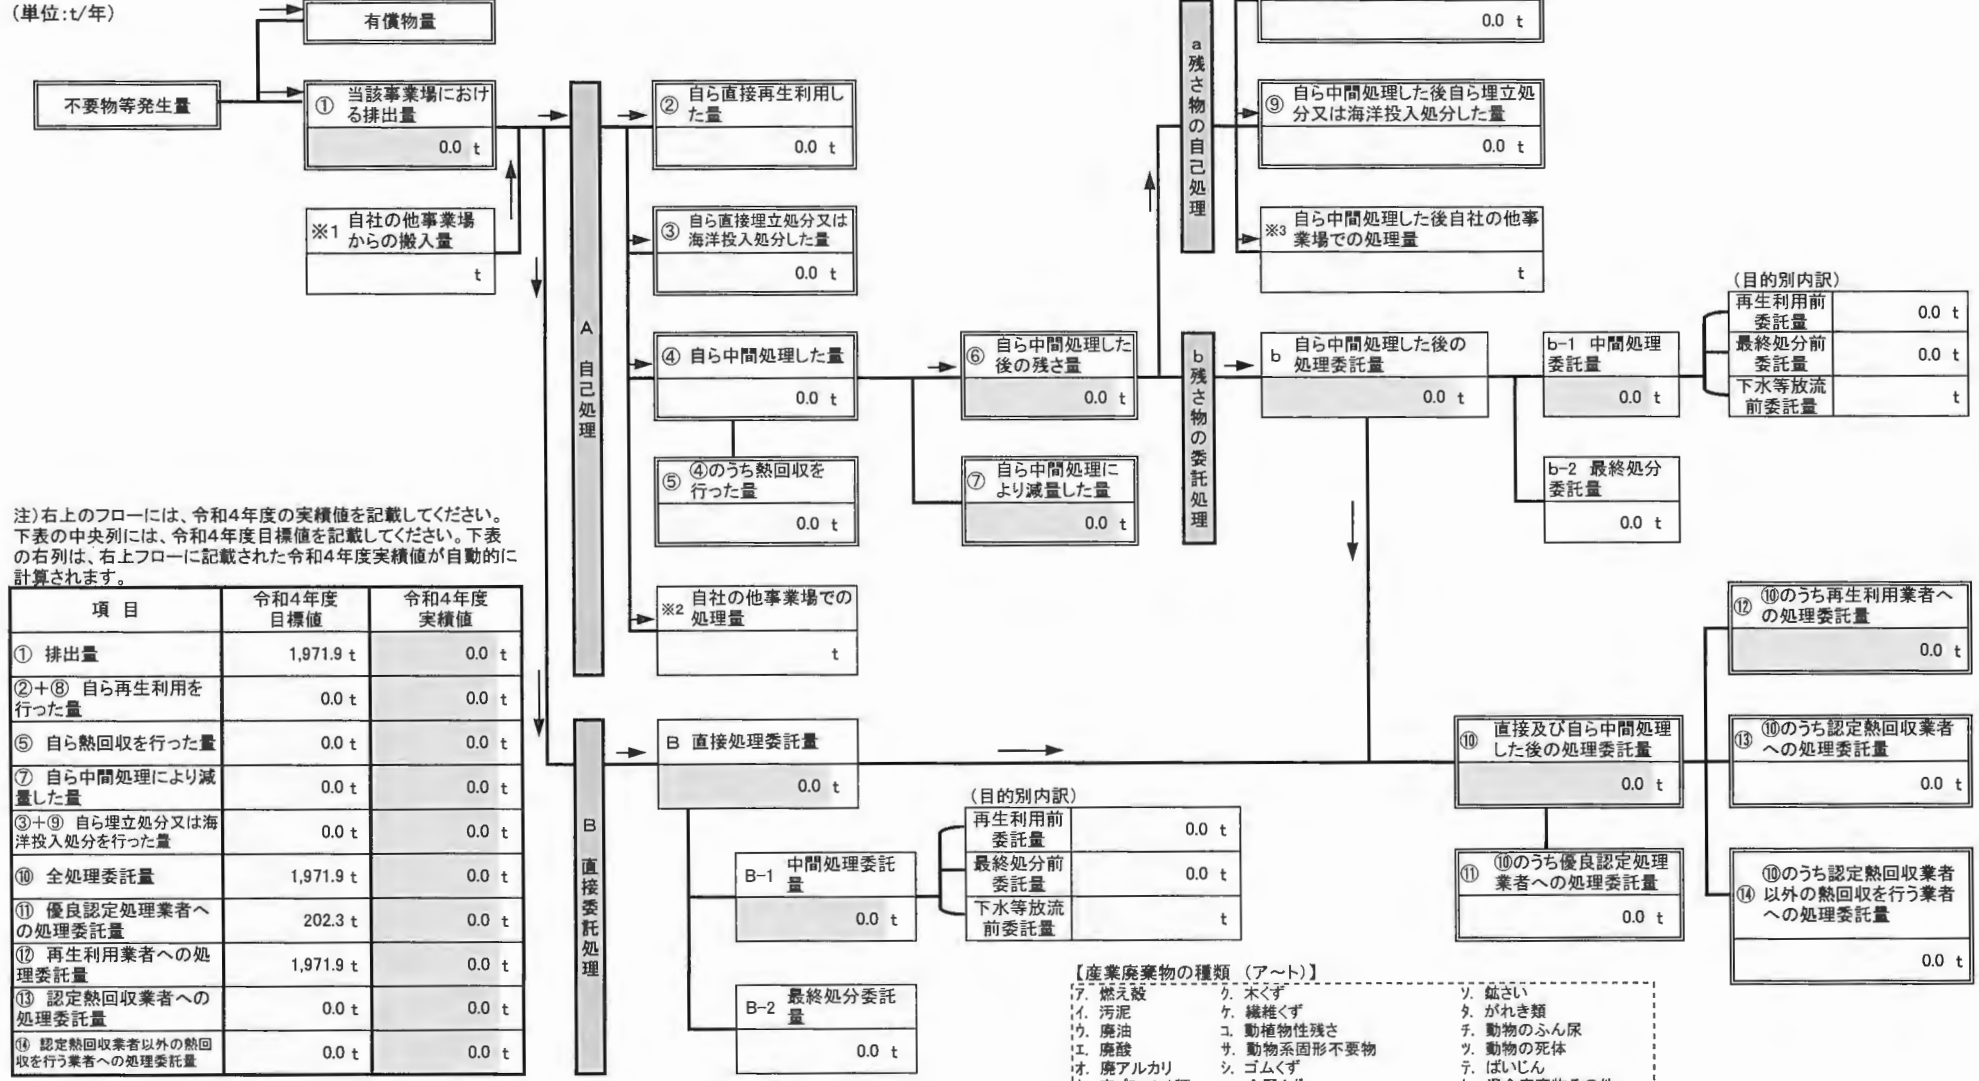 (単位:t/年)
有償物量
不要物等発生量
① 当該事業場におけ
る排出量
0.0 t
※1 自社の他事業場
からの搬入量
t
A 自己処理
② 自ら直接再生利用し
た量
0.0 t
③ 自ら直接埋立処分又は
海洋投入処分した量
0.0 t
④ 自ら中間処理した量
0.0 t
⑤ ④のうち熱回収を
行った量
0.0 t
※2 自社の他事業場での
処理量
t
⑥ 自ら中間処理した
後の残さ量
0.0 t
⑦ 自ら中間処理に
より減量した量
0.0 t
a残さ物の自己処理
0.0 t
⑨ 自ら中間処理した後自ら埋立処
分又は海洋投入処分した量
0.0 t
※3 自ら中間処理した後自社の他事
業場での処理量
t
b残さ物の委託処理
b 自ら中間処理した後の
処理委託量
0.0 t
b-1 中間処理
委託量
0.0 t
(目的別内訳)
再生利用前
委託量 0.0 t
最終処分前
委託量 0.0 t
下水等放流
前委託量 t
b-2 最終処分
委託量
0.0 t
注)右上のフローには、令和4年度の実績値を記載してください。
下表の中央列には、令和4年度目標値を記載してください。下表
の右列は、右上フローに記載された令和4年度実績値が自動的に
計算されます。
項 目 令和4年度
目標値 令和4年度
実績値
① 排出量 1,971.9 t 0.0 t
②+⑧ 自ら再生利用を
行った量 0.0 t 0.0 t
⑤ 自ら熱回収を行った量 0.0 t 0.0 t
⑦ 自ら中間処理により減
量した量 0.0 t 0.0 t
③+⑨ 自ら埋立処分又は海
洋投入処分を行った量 0.0 t 0.0 t
⑩ 全処理委託量 1,971.9 t 0.0 t
⑪ 優良認定処理業者へ
の処理委託量 202.3 t 0.0 t
⑫ 再生利用業者への処
理委託量 1,971.9 t 0.0 t
⑬ 認定熱回収業者への
処理委託量 0.0 t 0.0 t
⑭ 認定熱回収業者以外の熱回
収を行う業者への処理委託量 0.0 t 0.0 t
B 直接委託処理
B 直接処理委託量
0.0 t
B-1 中間処理委託
量
0.0 t
(目的別内訳)
再生利用前
委託量 0.0 t
最終処分前
委託量 0.0 t
下水等放流
前委託量 t
B-2 最終処分委託
量
0.0 t
⑩ 直接及び自ら中間処理
した後の処理委託量
0.0 t
⑪ ⑩のうち優良認定処理
業者への処理委託量
0.0 t
⑫ ⑩のうち再生利用業者へ
の処理委託量
0.0 t
⑬ ⑩のうち認定熱回収業者
への処理委託量
0.0 t
⑭ ⑩のうち認定熱回収業者
以外の熱回収を行う業者
への処理委託量
0.0 t
【産業廃棄物の種類 (ア~ト)】
ア. 燃え殻 ク. 木くず ソ. 鉱さい
イ. 汚泥 ケ. 繊維くず タ. がれき類
ウ. 廃油 コ. 動植物性残さ チ. 動物のふん尿
エ. 廃酸 サ. 動物系固形不要物 ツ. 動物の死体
オ. 廃アルカリ シ. ゴムくず テ. ばいじん